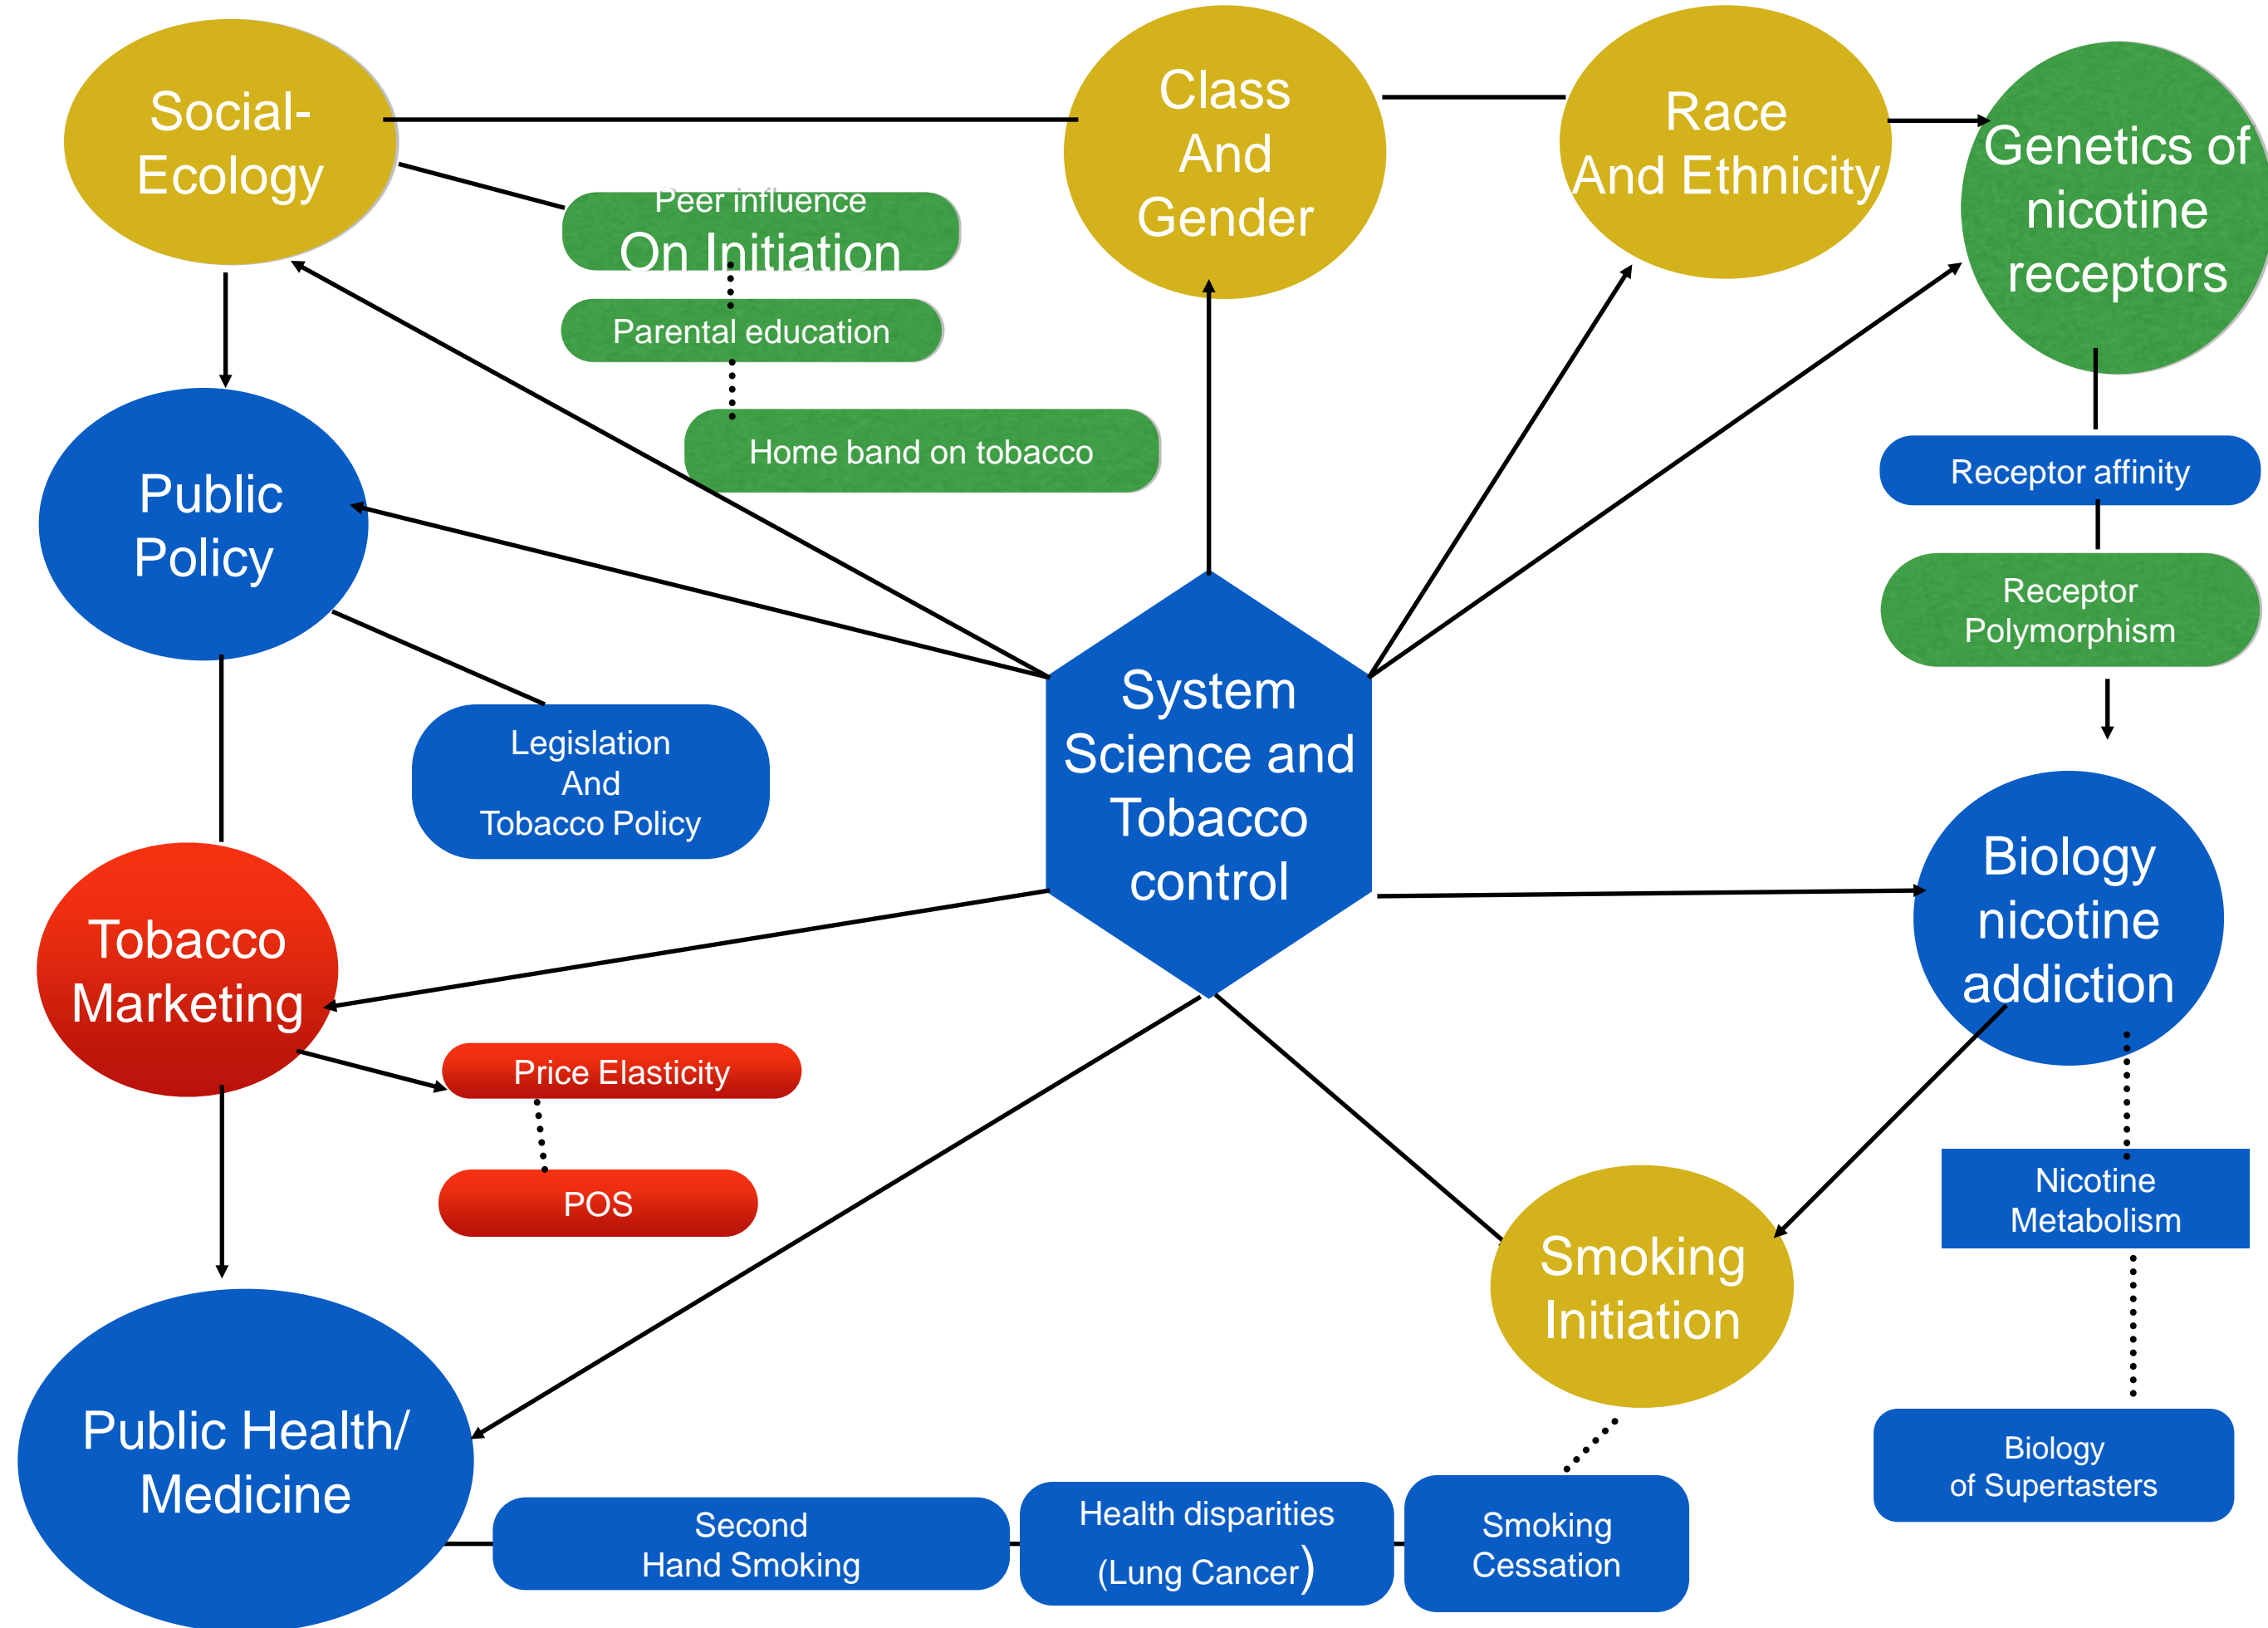 Social-
Ecology
Class
And
Gender
Race
And Ethnicity
Genetics of
nicotine
receptors
Peer influence
On Initiation
Parental education
Home band on tobacco
Public
Policy
Receptor affinity
Receptor
Polymorphism
Legislation
And
Tobacco Policy
System
Science and
Tobacco
control
Biology
nicotine
addiction
Tobacco
Marketing
Price Elasticity
POS
Nicotine
Metabolism
Smoking
Initiation
Public Health/
Medicine
Second
Hand Smoking
Health disparities
(Lung Cancer)
Smoking
Cessation
Biology
of Supertasters